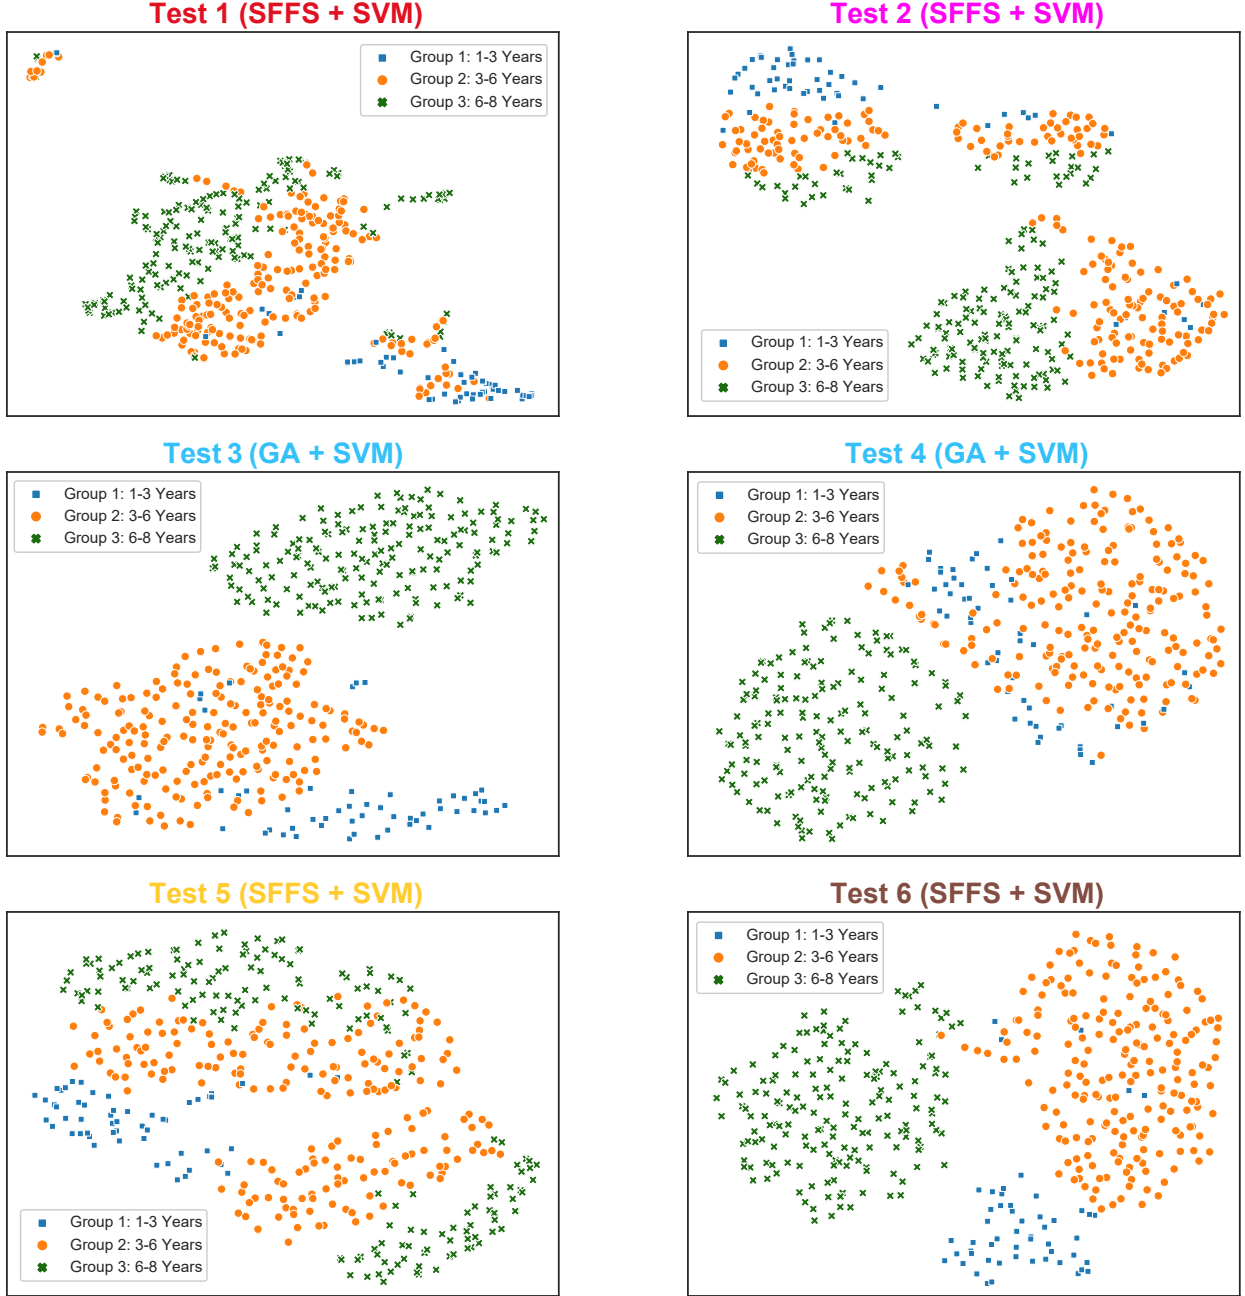 Test 1 (SFFS + SVM)
Group 1: 1-3 Years
Group 2: 3-6 Years
Group 3: 6-8 Years
Test 2 (SFFS + SVM)
Group 1: 1-3 Years
Group 2: 3-6 Years
Group 3: 6-8 Years
Test 3 (GA + SVM)
Group 1: 1-3 Years
Group 2: 3-6 Years
Group 3: 6-8 Years
Test 4 (GA + SVM)
Group 1: 1-3 Years
Group 2: 3-6 Years
Group 3: 6-8 Years
Test 5 (SFFS + SVM)
Group 1: 1-3 Years
Group 2: 3-6 Years
Group 3: 6-8 Years
Test 6 (SFFS + SVM)
Group 1: 1-3 Years
Group 2: 3-6 Years
Group 3: 6-8 Years